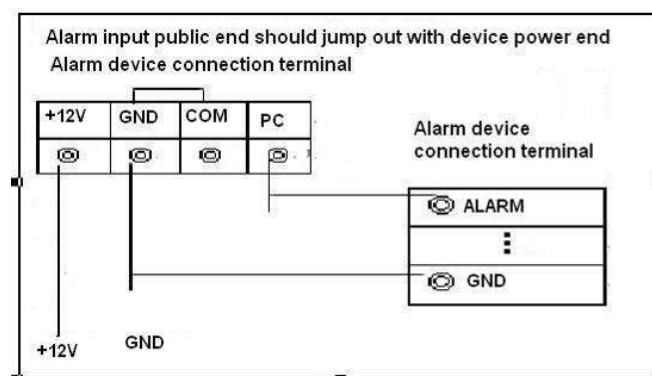 Alarm input public end should jump out with device power end
Alarm device connection terminal
+12V GND COM PC
Alarm device
connection terminal
ALARM
GND
+12V GND